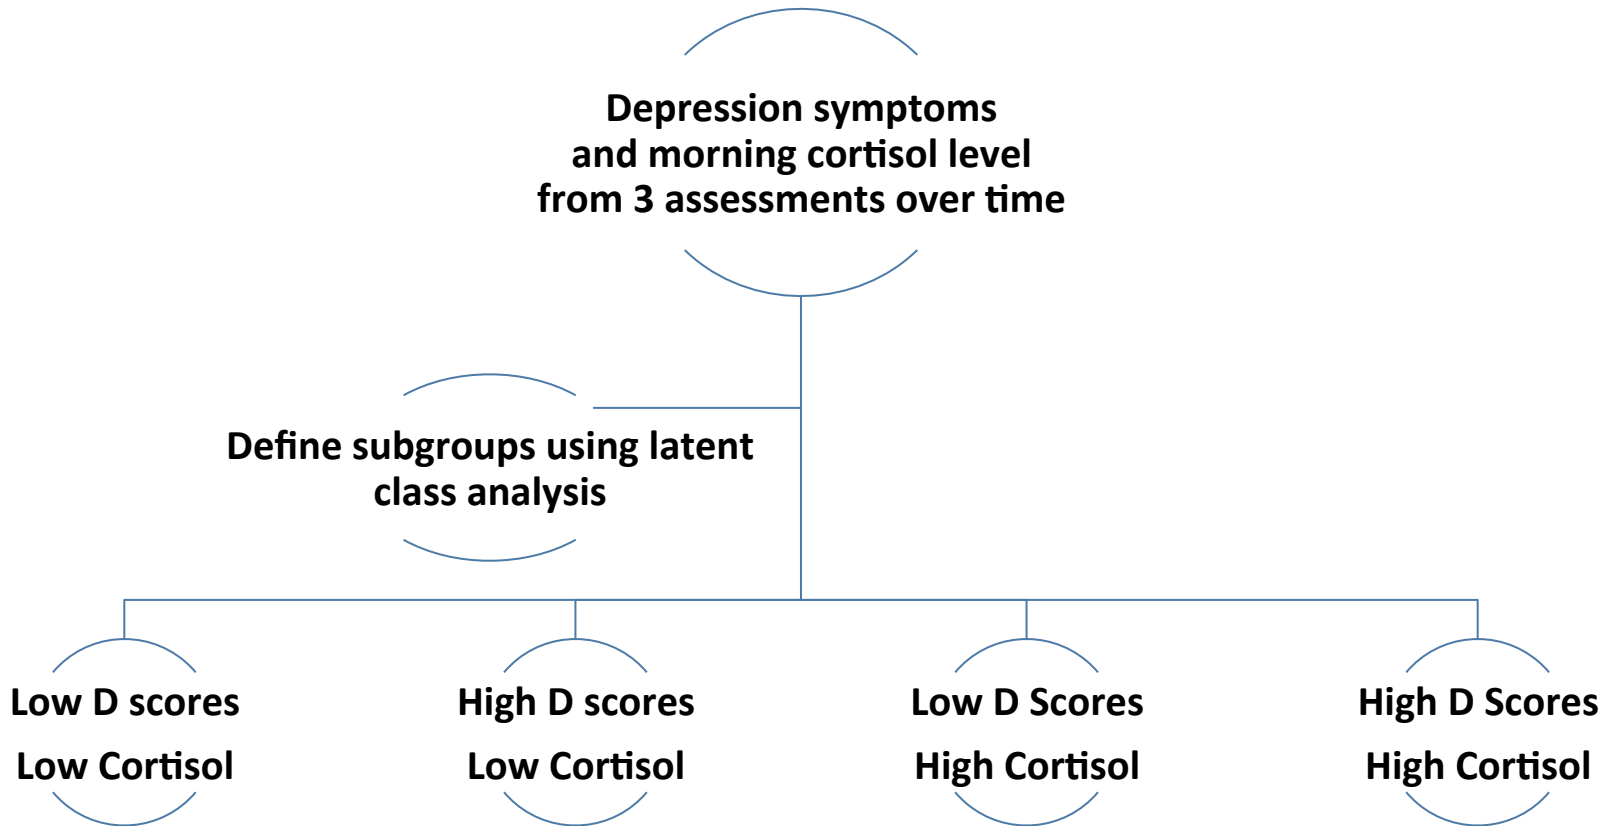 Depression symptoms
and morning cortisol level
from 3 assessments over time
Define subgroups using latent
class analysis
Low D scores
Low Cortisol
High D scores
Low Cortisol
Low D Scores
High Cortisol
High D Scores
High Cortisol